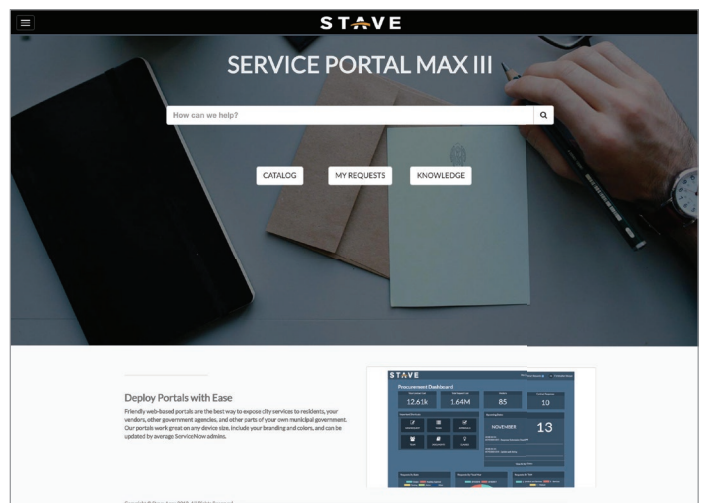 STAVE
SERVICE PORTAL MAX III
How can we help?
CATALOG
MY REQUESTS
KNOWLEDGE
Deploy Portals with Ease
Friendly web-based portals are the best way to expose city services to residents, your
vendors, other government agencies, and other parts of your own municipal government.
Our portals work great on any device size, include your branding and colors, and can be
updated by average ServiceNow admins.
STAVE
Procurement Dashboard
12.61k
1.64M
85
10
NOVEMBER
13